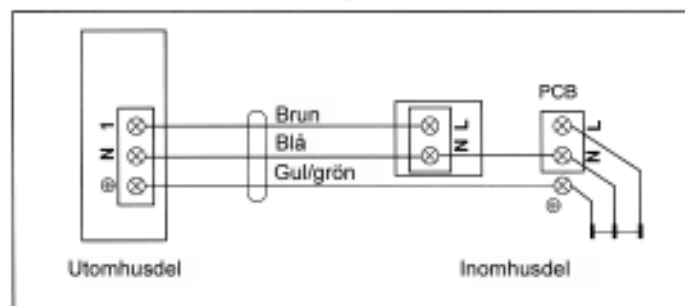 PCB
Brun
1
L
L
Blå
N
N
N
Gul/grön
Utomhusdel
Inomhusdel